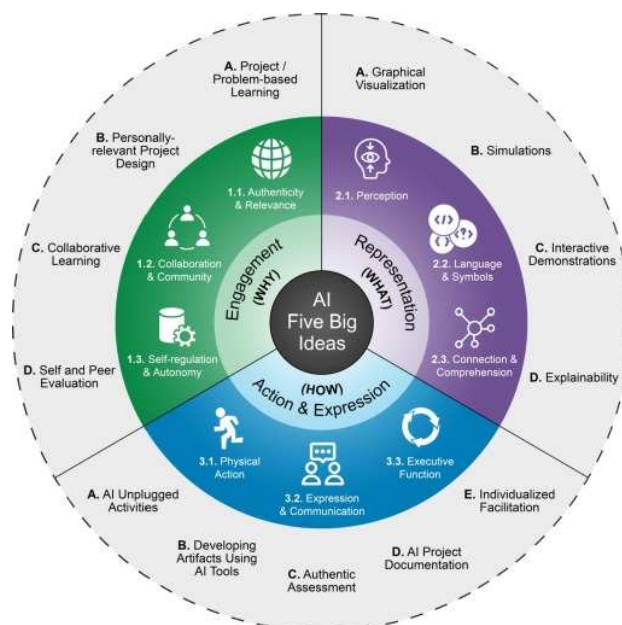 A. Project /
Problem-based
Learning
B. Personally-
relevant Project
Design
C. Collaborative
Learning
D. Self and Peer
Evaluation
A. Graphical
Visualization
B. Simulations
C. Interactive
Demonstrations
D. Explainability
1.1. Authenticity
& Relevance
1.2. Collaboration
& Community
1.3. Self-regulation
& Autonomy
2.1. Perception
</>
<>
<?>
2.2. Language
& Symbols
2.3. Connection &
Comprehension
Engagement
(WHY)
Representation
(WHAT)
AI
Five Big
Ideas
(HOW)
Action & Expression
3.1. Physical
Action
3.2. Expression
& Communication
3.3. Executive
Function
A. AI Unplugged
Activities
B. Developing
Artifacts Using
AI Tools
C. Authentic
Assessment
D. AI Project
Documentation
E. Individualized
Facilitation